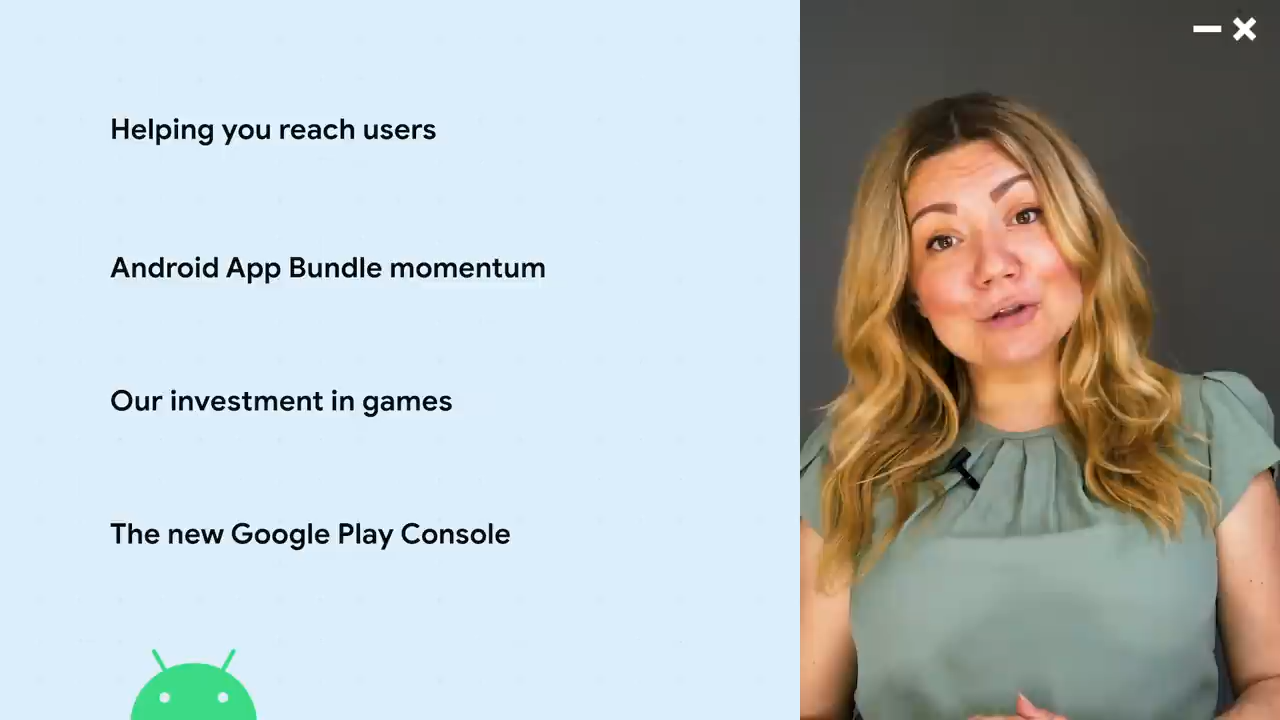 Helping you reach users
Android App Bundle momentum
Our investment in games
The new Google Play Console